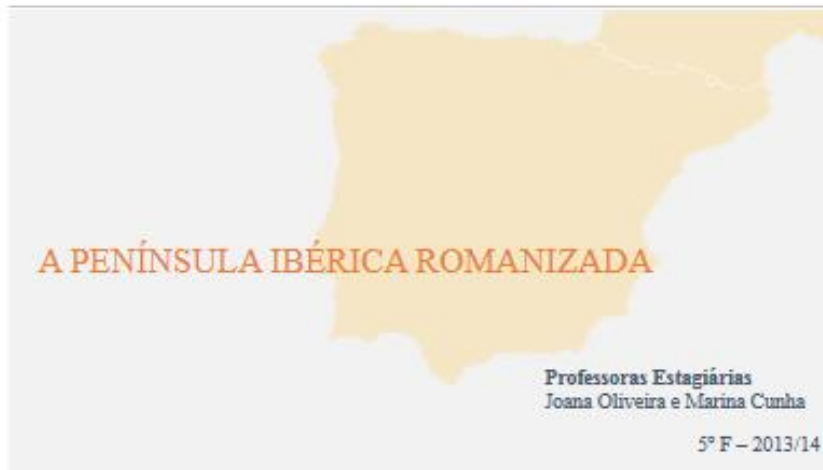 A PENÍNSULA IBÉRICA ROMANIZADA
Professoras Estagiárias
Joana Oliveira e Marina Cunha
5º F – 2013/14